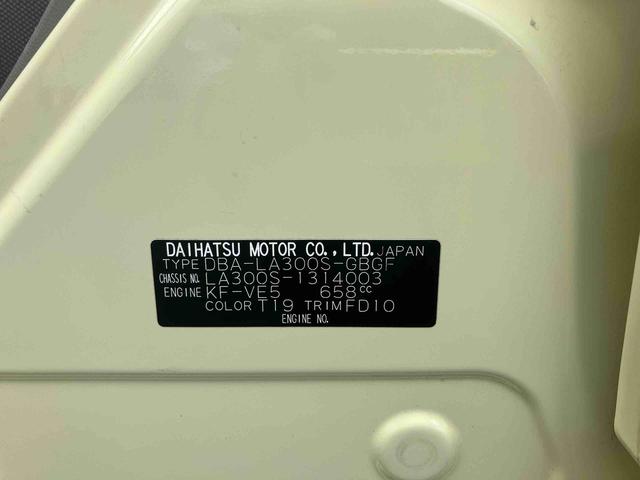 DAIHATSU MOTOR CO., LTD. JAPAN
TYPE DBA-LA300S-GBGF
CHASSIS NO. LA300S-1314003
ENGINE KF-VE5 658cc
COLOR T19 TRIM FD10
ENGINE NO.